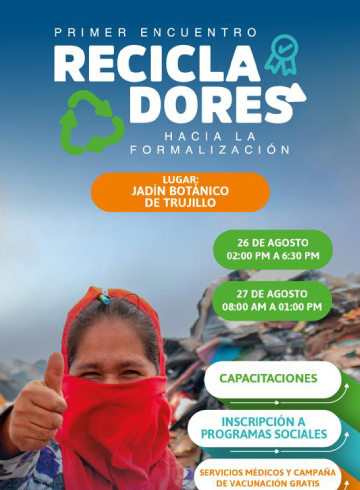 PRIMER ENCUENTRO
RECICLA
DORES
HACIA LA
FORMALIZACIÓN
LUGAR:
JADÍN BOTÁNICO
DE TRUJILLO
26 DE AGOSTO
02:00 PM A 6:30 PM
27 DE AGOSTO
08:00 AM A 01:00 PM
CAPACITACIONES
INSCRIPCIÓN A
PROGRAMAS SOCIALES
SERVICIOS MÉDICOS Y CAMPAÑA
DE VACUNACIÓN GRATIS